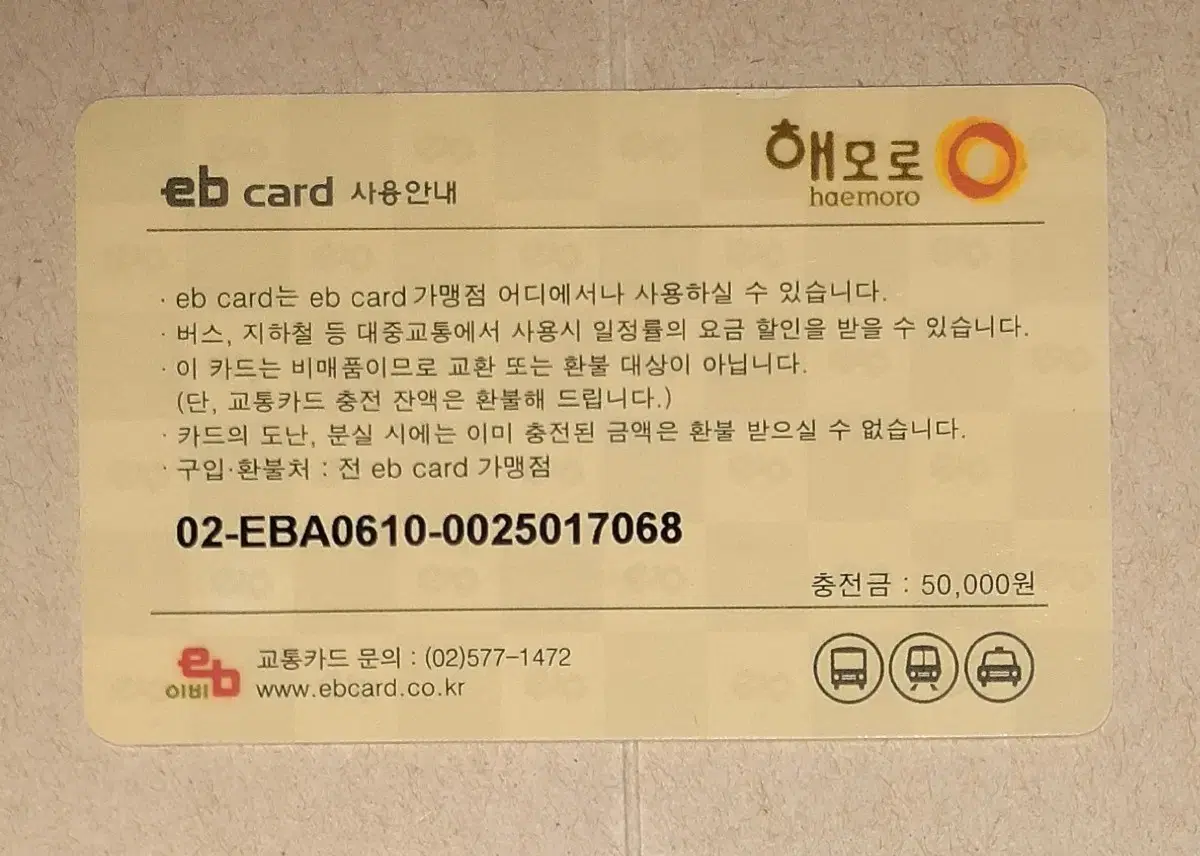 eb card 사용안내
해모로
haemoro
· eb card는 eb card 가맹점 어디에서나 사용하실 수 있습니다.
· 버스, 지하철 등 대중교통에서 사용시 일정률의 요금 할인을 받을 수 있습니다.
· 이 카드는 비매품이므로 교환 또는 환불 대상이 아닙니다.
(단, 교통카드 충전 잔액은 환불해 드립니다.)
· 카드의 도난, 분실 시에는 이미 충전된 금액은 환불 받으실 수 없습니다.
· 구입·환불처 : 전 eb card 가맹점
02-EBA0610-0025017068
충전금 : 50,000원
eb
이비
교통카드 문의 : (02)577-1472
www.ebcard.co.kr